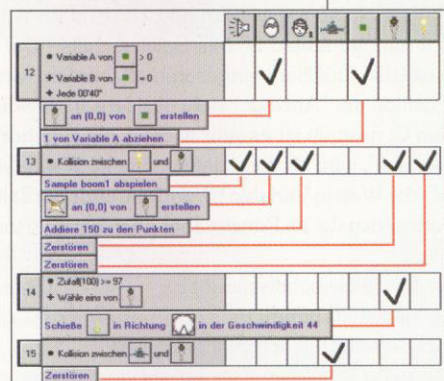 1
12
• Variable A von > 0
+ Variable B von = 0
+ Jede 00'40"
an (0,0) von erstellen
1 von Variable A abziehen
13
• Kollision zwischen und
Sample boom1 abspielen
an (0,0) von erstellen
Addiere 150 zu den Punkten
Zerstören
Zerstören
14
• Zufall(100) >= 97
+ Wähle eins von
Schieße in Richtung in der Geschwindigkeit 44
15
• Kollision zwischen und
Zerstören